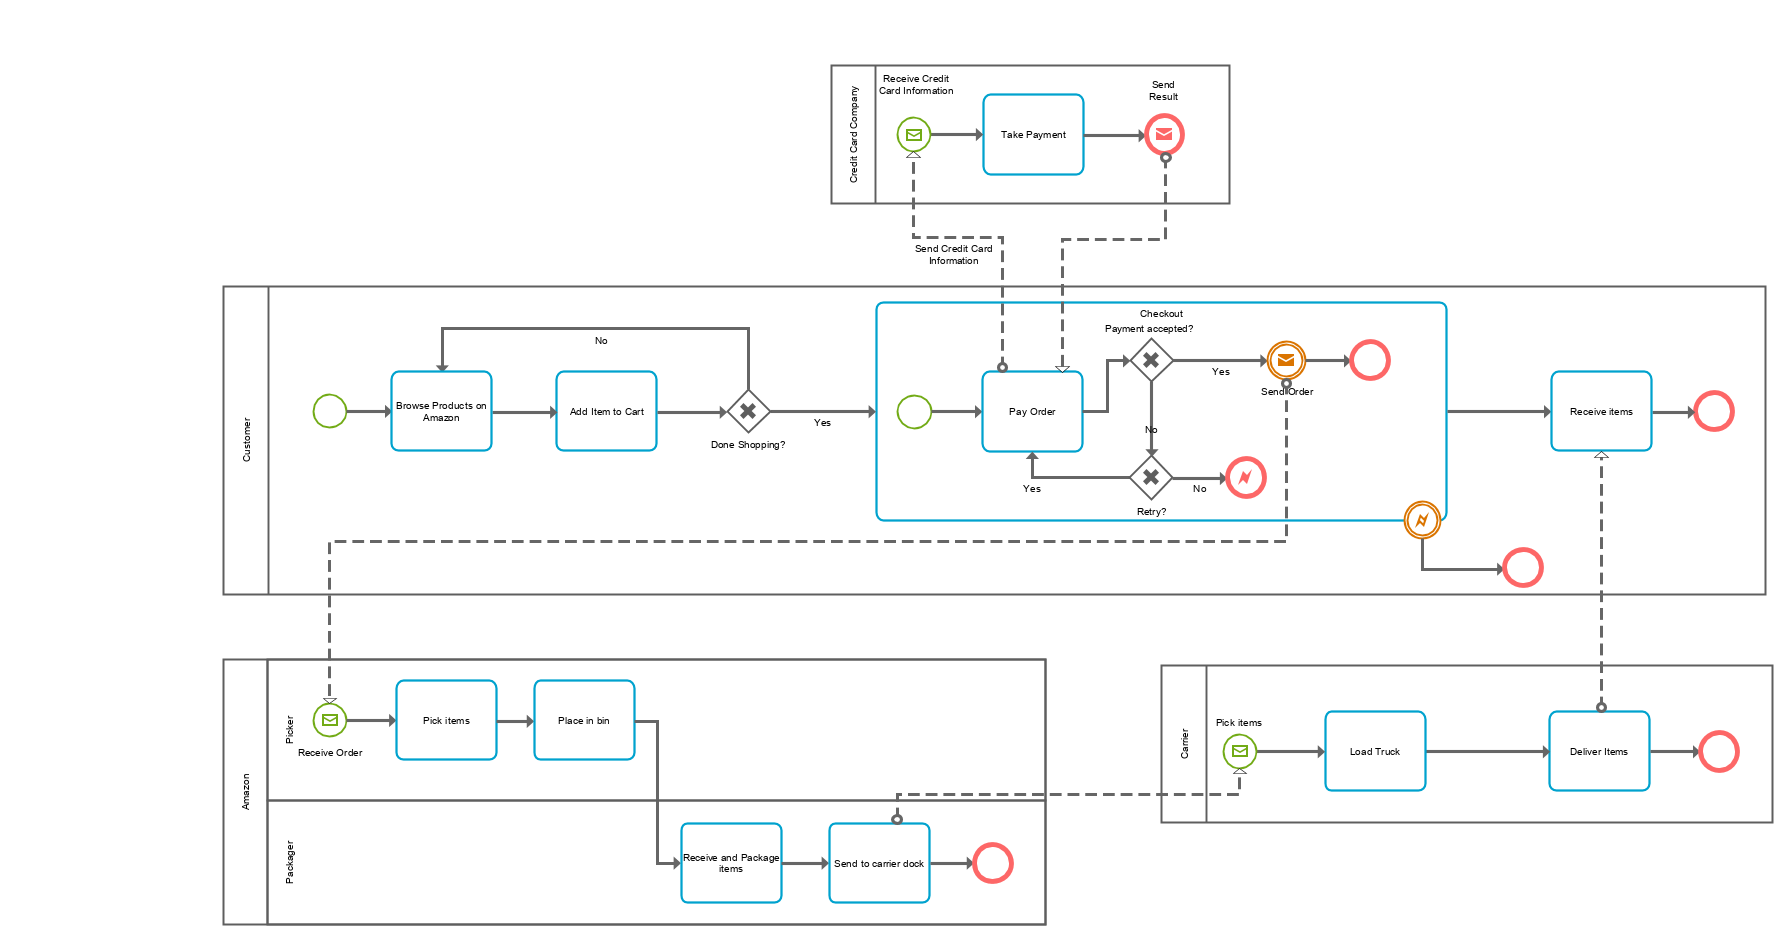 Credit Card Company
Receive Credit
Card Information
Take Payment
Send
Result
Send Credit Card
Information
Customer
No
Browse Products on
Amazon
Add Item to Cart
Done Shopping?
Yes
Checkout
Payment accepted?
Pay Order
Yes
Send Order
No
Yes
No
Retry?
Receive items
Amazon
Picker
Receive Order
Pick items
Place in bin
Packager
Receive and Package
items
Send to carrier dock
Carrier
Pick items
Load Truck
Deliver Items